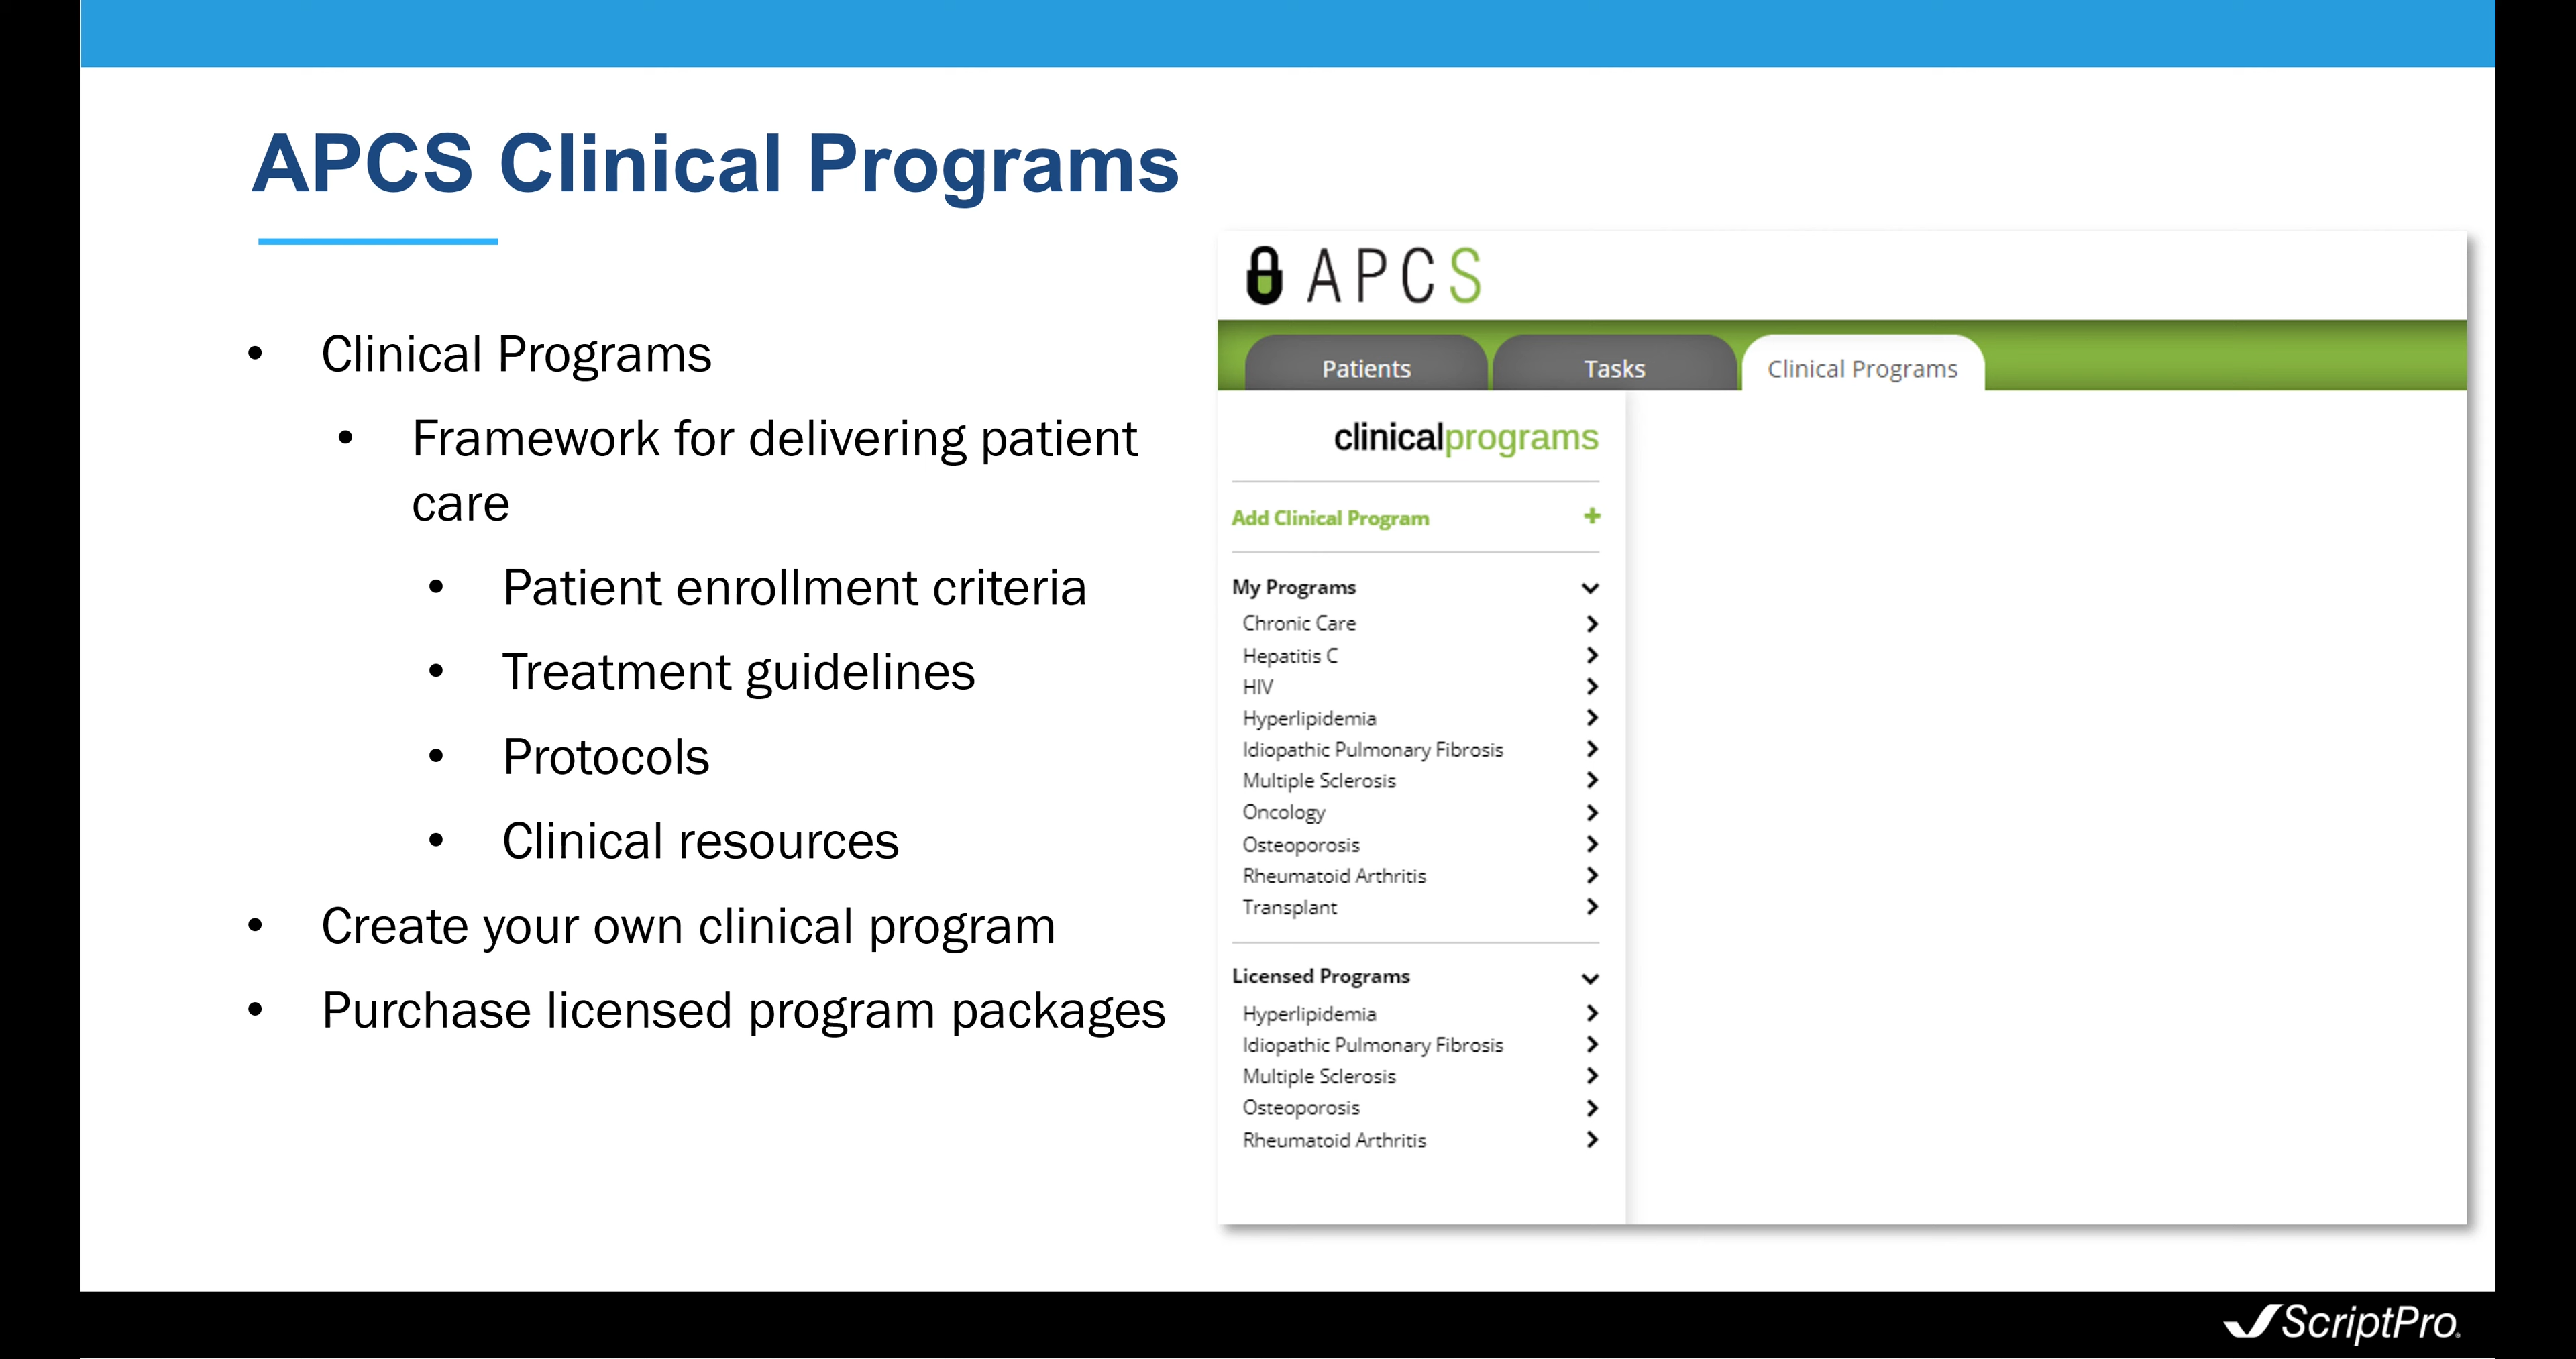 APCS Clinical Programs
• Clinical Programs
• Framework for delivering patient
care
• Patient enrollment criteria
• Treatment guidelines
• Protocols
• Clinical resources
• Create your own clinical program
• Purchase licensed program packages
APCS
Patients Tasks Clinical Programs
clinicalprograms
Add Clinical Program +
My Programs
Chronic Care
Hepatitis C
HIV
Hyperlipidemia
Idiopathic Pulmonary Fibrosis
Multiple Sclerosis
Oncology
Osteoporosis
Rheumatoid Arthritis
Transplant
Licensed Programs
Hyperlipidemia
Idiopathic Pulmonary Fibrosis
Multiple Sclerosis
Osteoporosis
Rheumatoid Arthritis
ScriptPro®